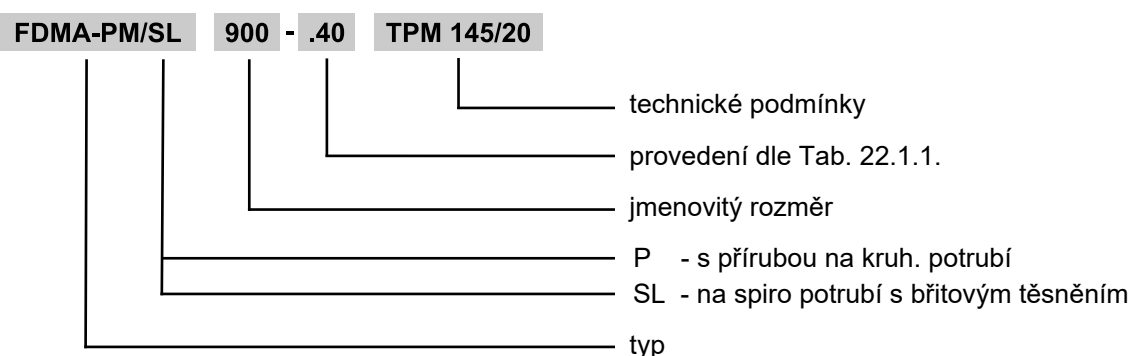 FDMA-PM/SL 900 - .40 TPM 145/20
technické podmínky
provedení dle Tab. 22.1.1.
jmenovitý rozměr
P - s přírubou na kruh. potrubí
SL - na spiro potrubí s břitovým těsněním
typ